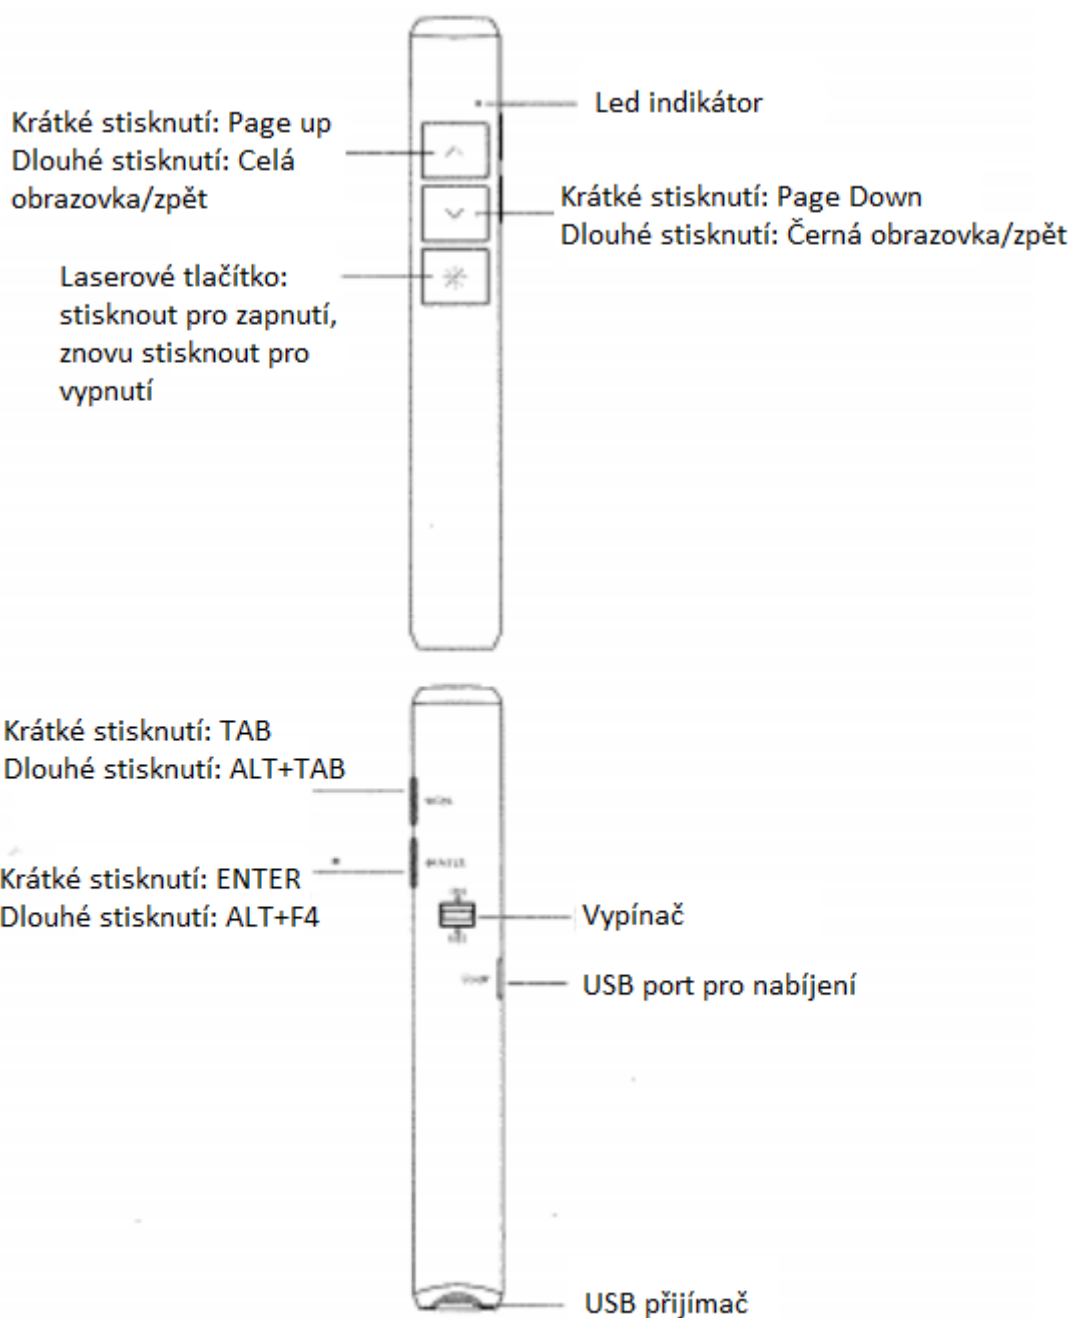 Led indikátor
Krátké stisknutí: Page up
Dlouhé stisknutí: Celá
obrazovka/zpět
Krátké stisknutí: Page Down
Dlouhé stisknutí: Černá obrazovka/zpět
Laserové tlačítko:
stisknout pro zapnutí,
znovu stisknout pro
vypnutí
Krátké stisknutí: TAB
Dlouhé stisknutí: ALT+TAB
Krátké stisknutí: ENTER
Dlouhé stisknutí: ALT+F4
Vypínač
USB port pro nabíjení
USB přijímač